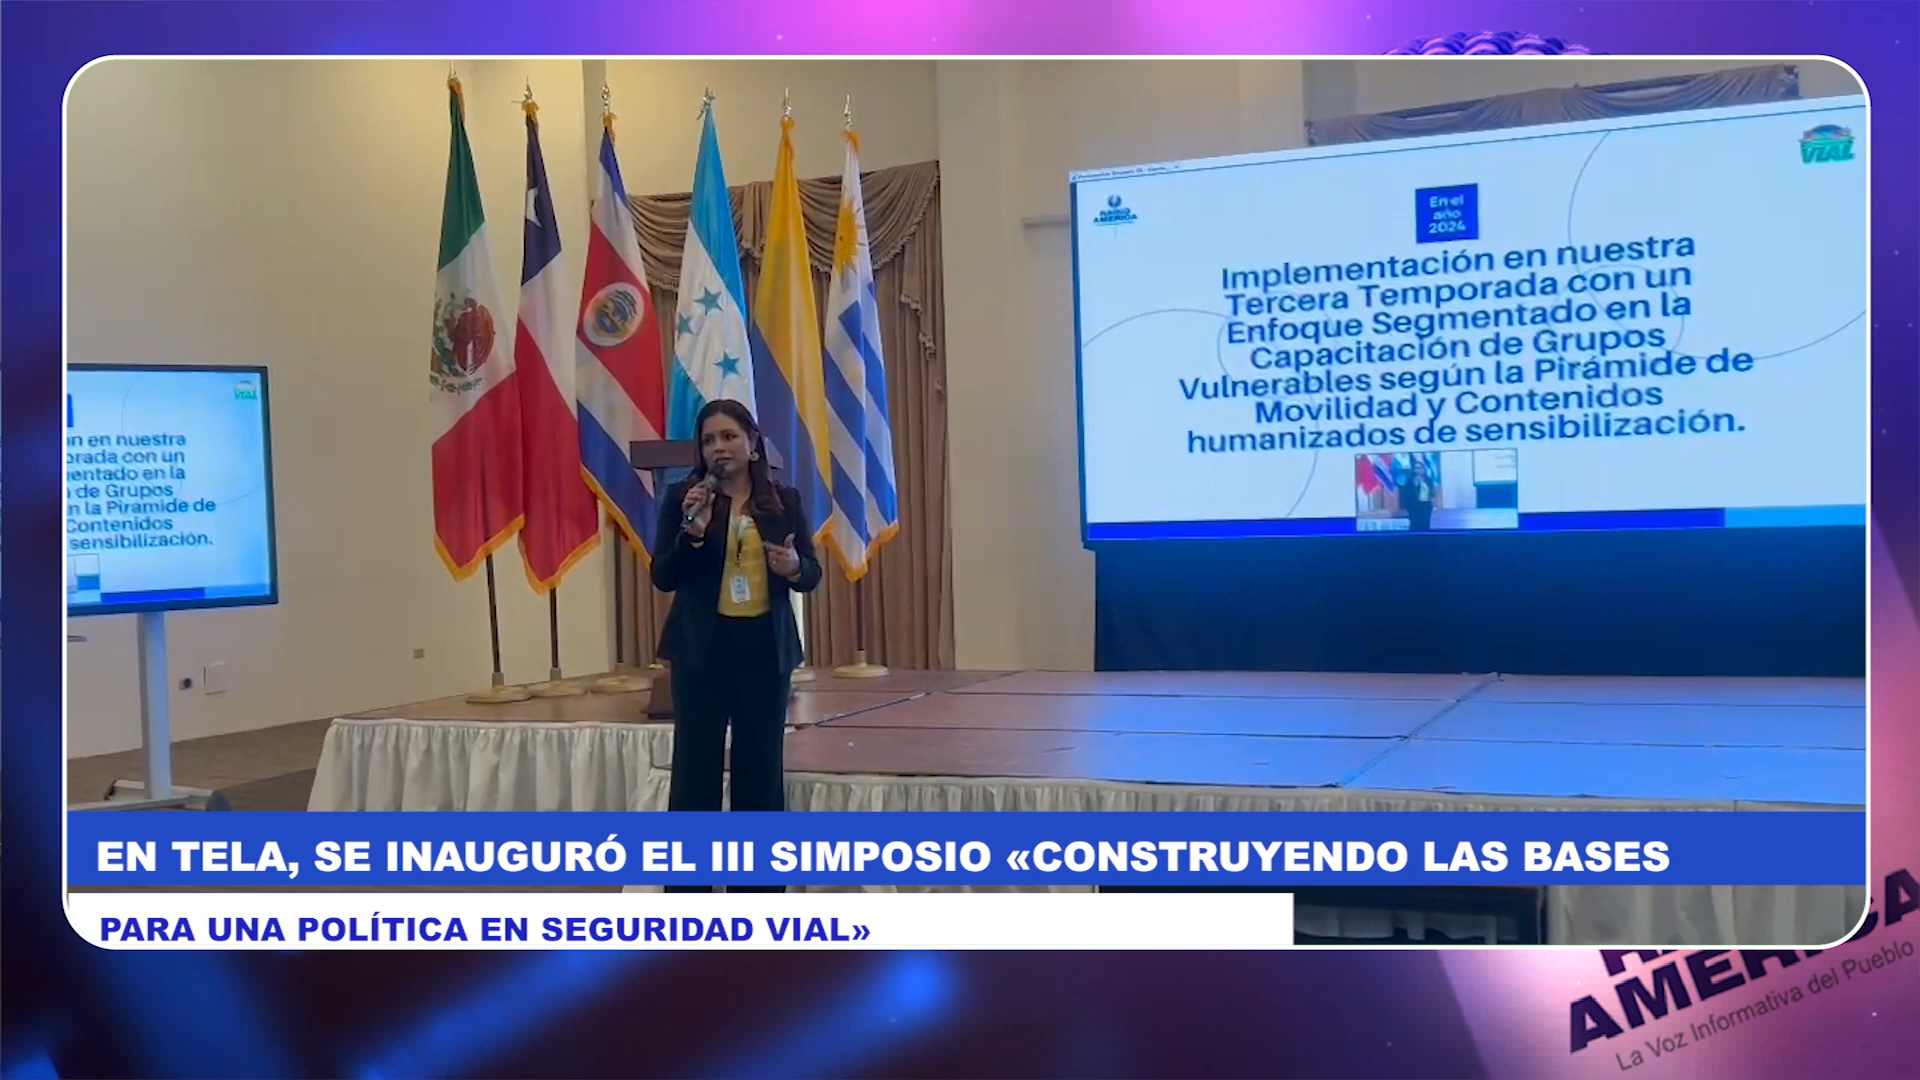 VIAL
RADIO
AMERICA
En el
año
2024
Implementación en nuestra
Tercera Temporada con un
Enfoque Segmentado en la
Capacitación de Grupos
Vulnerables según la Pirámide de
Movilidad y Contenidos
humanizados de sensibilización.
VIAL
n en nuestra
orada con un
entado en la
de Grupos
n la Pirámide de
Contenidos
sensibilización.
EN TELA, SE INAUGURÓ EL III SIMPOSIO «CONSTRUYENDO LAS BASES
PARA UNA POLÍTICA EN SEGURIDAD VIAL»
AMERICA
La Voz Informativa del Pueblo